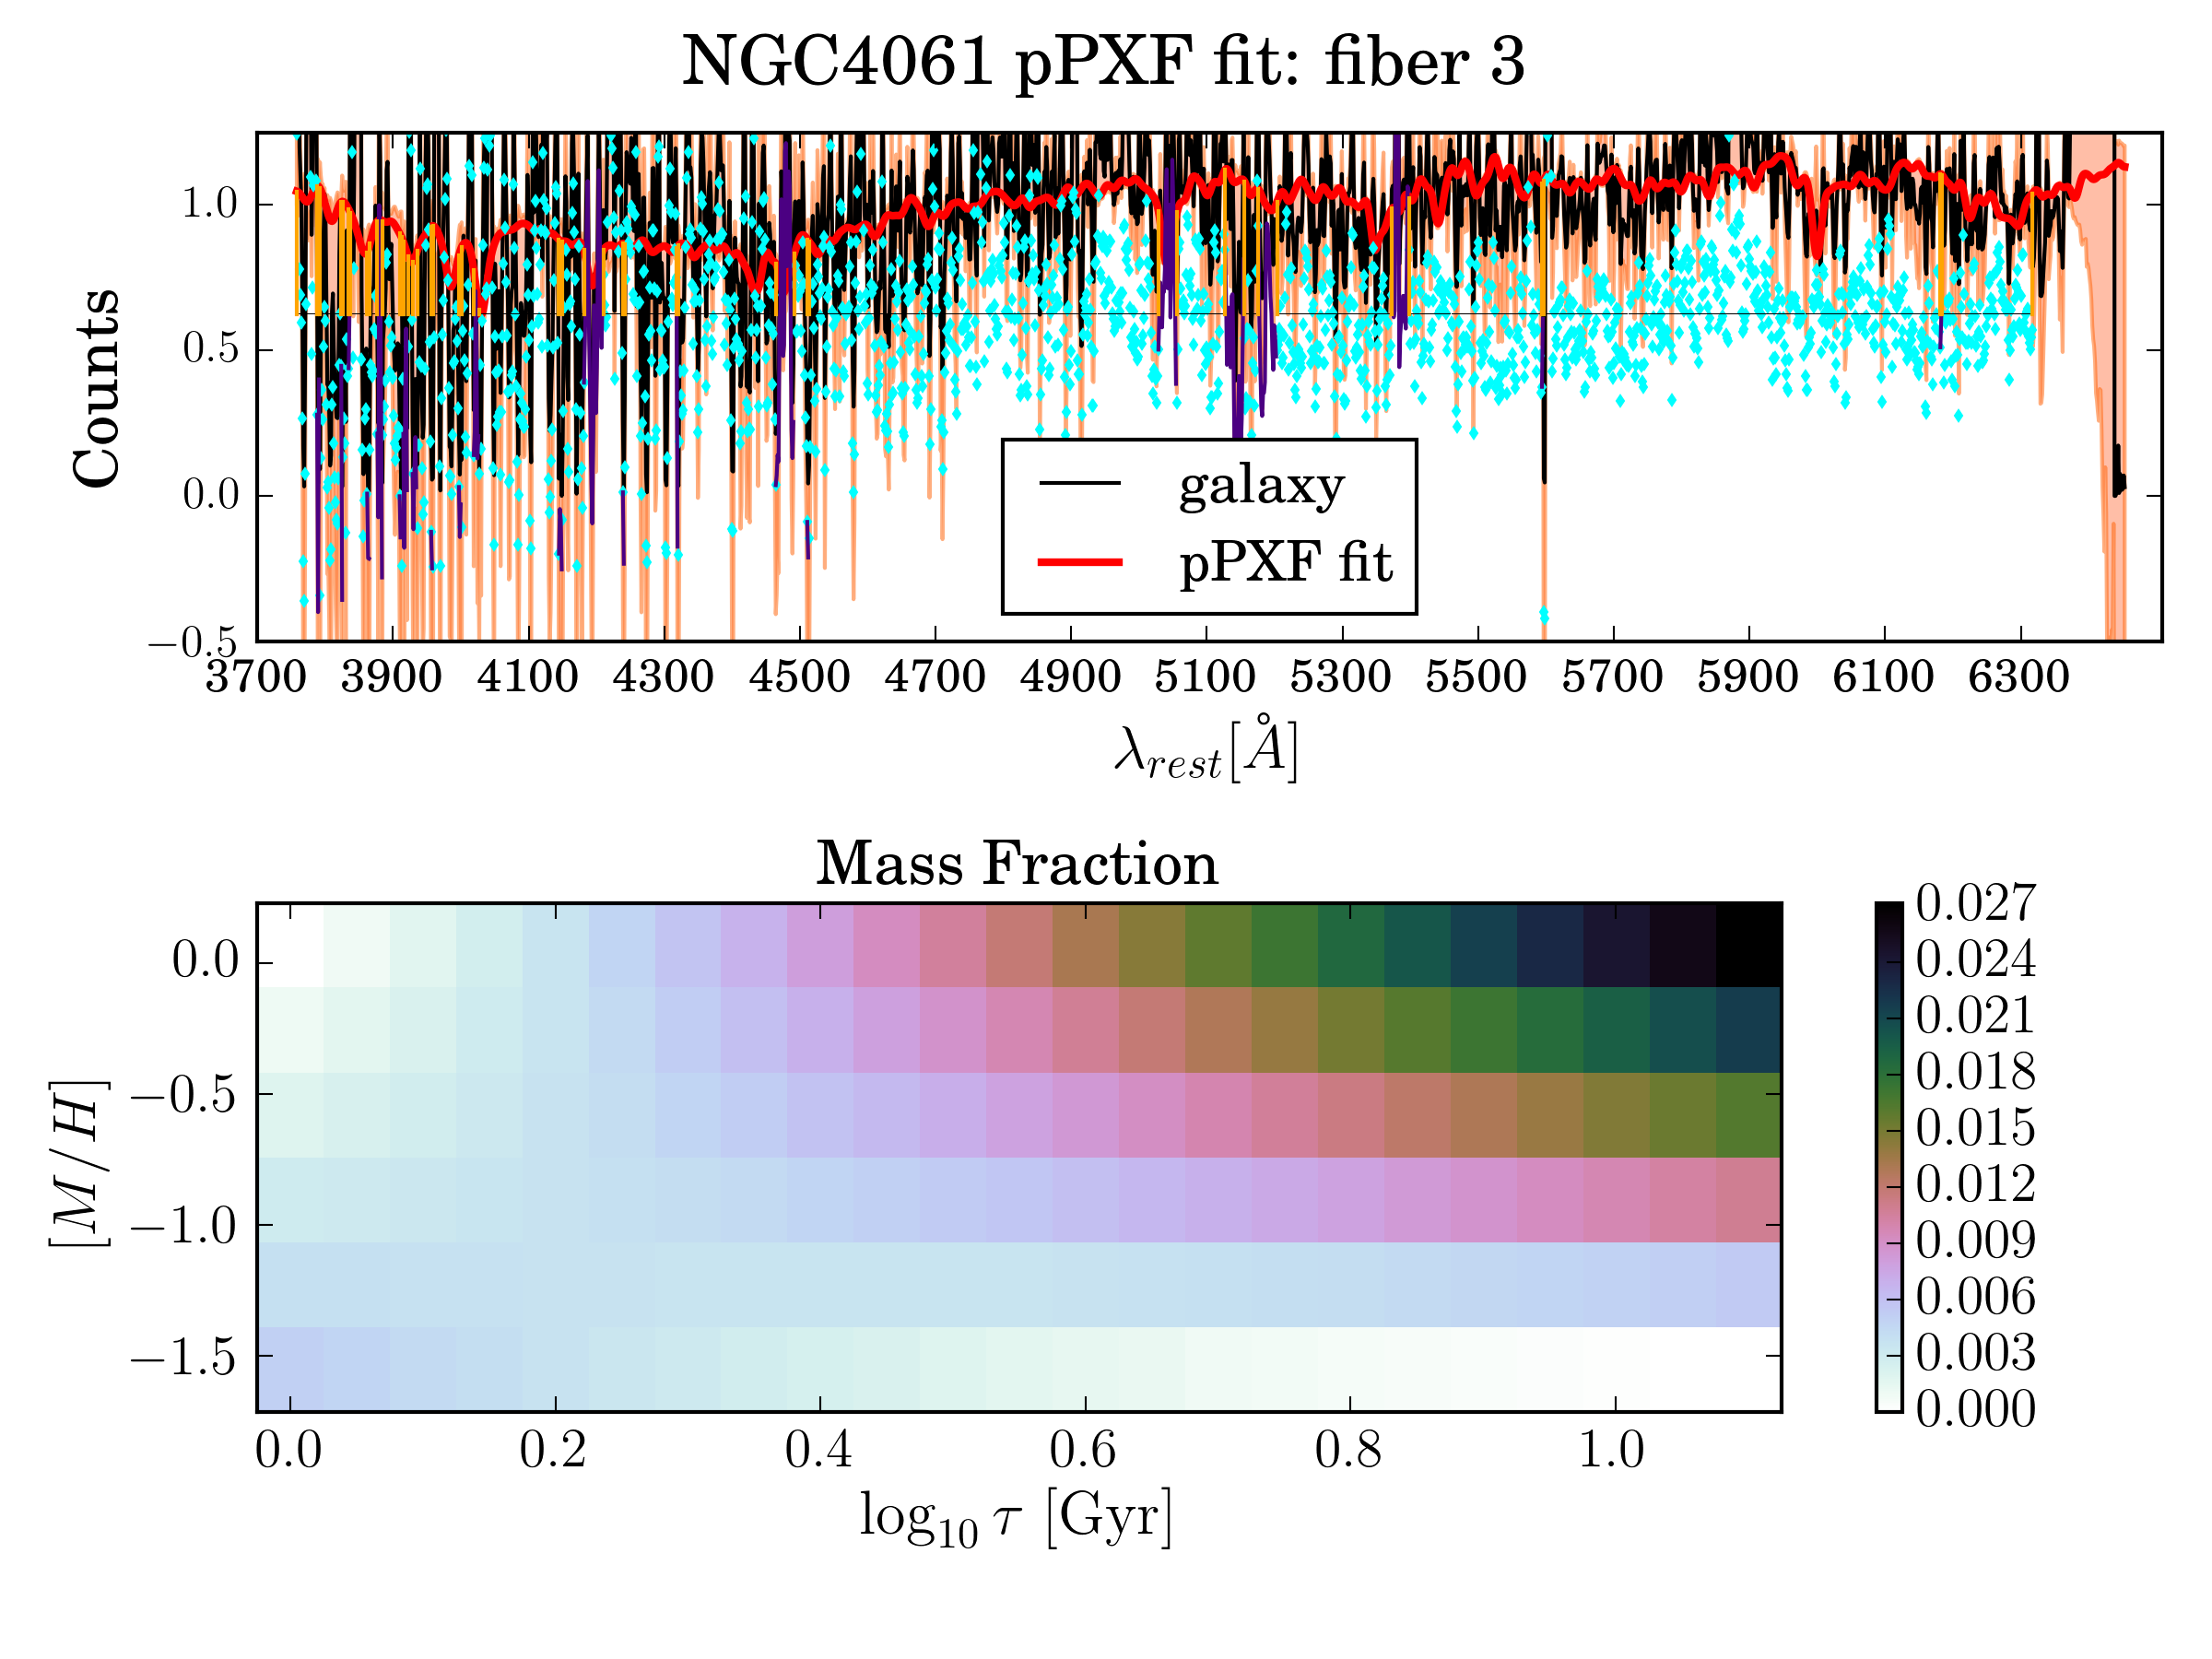 NGC4061 pPXF fit: fiber 3
Counts
1.0
0.5
0.0
−0.5
galaxy
pPXF fit
3700 3900 4100 4300 4500 4700 4900 5100 5300 5500 5700 5900 6100 6300
λrest[Å]
Mass Fraction
[M/H]
0.0
−0.5
−1.0
−1.5
0.0 0.2 0.4 0.6 0.8 1.0
log10 τ [Gyr]
0.027
0.024
0.021
0.018
0.015
0.012
0.009
0.006
0.003
0.000